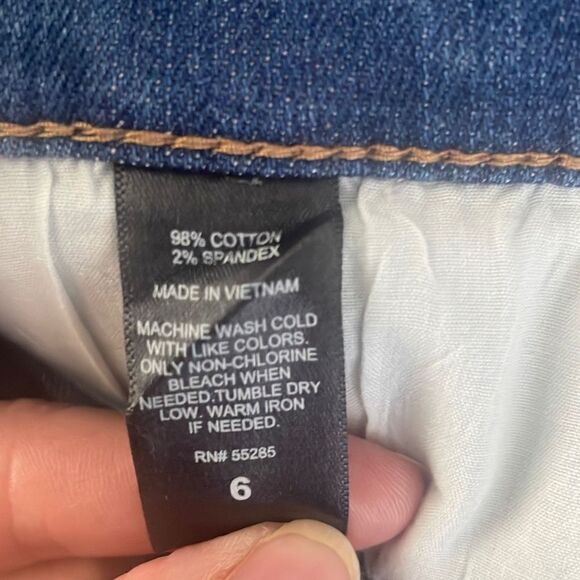 98% COTTON
2% SPANDEX
MADE IN VIETNAM
MACHINE WASH COLD
WITH LIKE COLORS.
ONLY NON-CHLORINE
BLEACH WHEN
NEEDED.TUMBLE DRY
LOW. WARM IRON
IF NEEDED.
RN# 55285
6